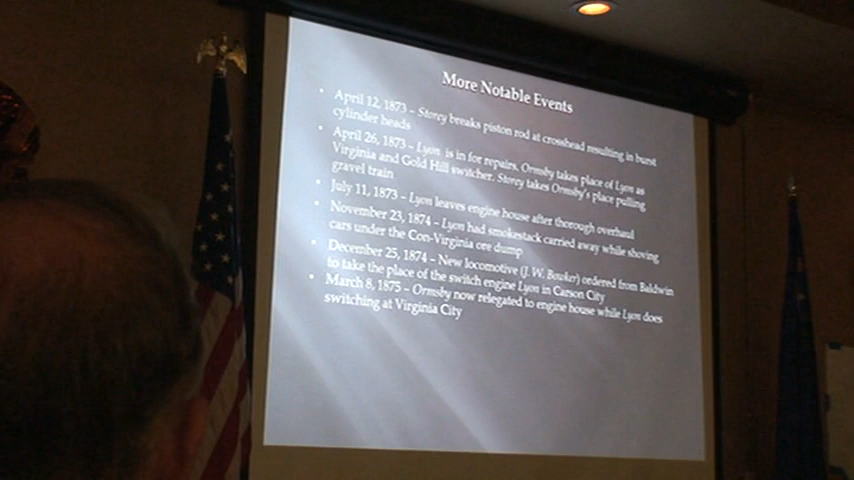 More Notable Events
• April 12, 1873 – Storey breaks piston rod at crosshead resulting in burst
cylinder heads
• April 26, 1873 – Lyon is in for repairs. Ormsby takes place of Lyon as
Virginia and Gold Hill switcher. Storey takes Ormsby's place pulling
gravel train
• July 11, 1873 – Lyon leaves engine house after thorough overhaul
• November 23, 1874 – Lyon had smokestack carried away while shoving
cars under the Con-Virginia ore dump
• December 25, 1874 – New locomotive (J. W. Bowker) ordered from Baldwin
to take the place of the switch engine Lyon in Carson City
• March 8, 1875 – Ormsby now relegated to engine house while Lyon does
switching at Virginia City